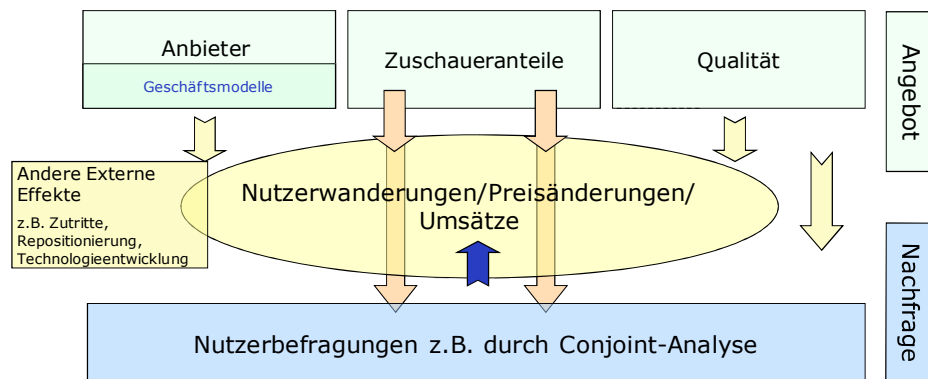 Anbieter
Geschäftsmodelle
Zuschaueranteile
Qualität
Angebot
Andere Externe
Effekte
z.B. Zutritte,
Repositionierung,
Technologieentwicklung
Nutzerwanderungen/Preisänderungen/
Umsätze
Nachfrage
Nutzerbefragungen z.B. durch Conjoint-Analyse